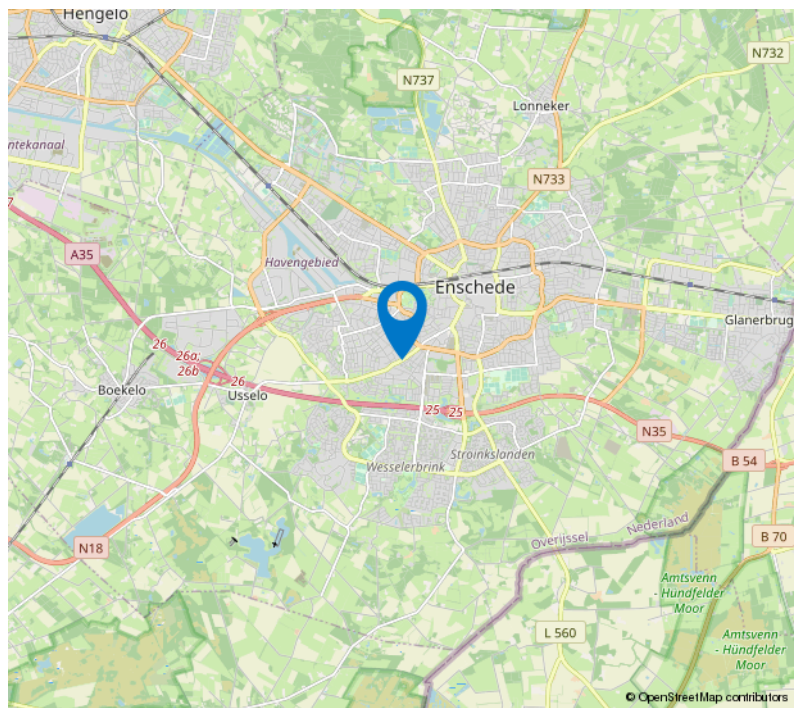 Hengelo
N737
N732
Lonneker
ntekanaal
N733
7
A35
Havengebied
Enschede
Glanerbrug
26
26a;
26b
26
Boekelo
Usselo
25
25
N35
Stroinkslanden
Wesselerbrink
B 54
Nederland
Overijssel
N18
B 70
Amtsvenn
- Hündfelder
Moor
L 560
Amtsvenn
- Hündfelder
Moor
© OpenStreetMap contributors